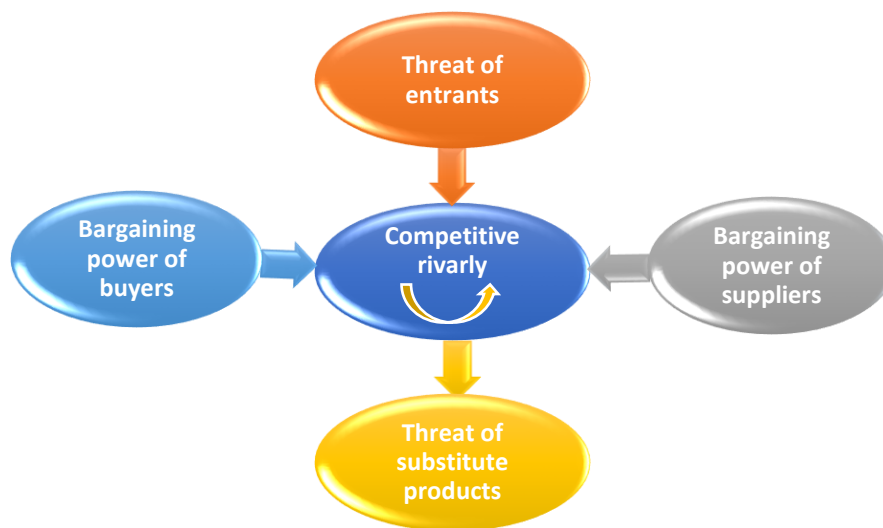 Threat of
entrants
Bargaining
power of
buyers
Competitive
rivarly
Bargaining
power of
suppliers
Threat of
substitute
products